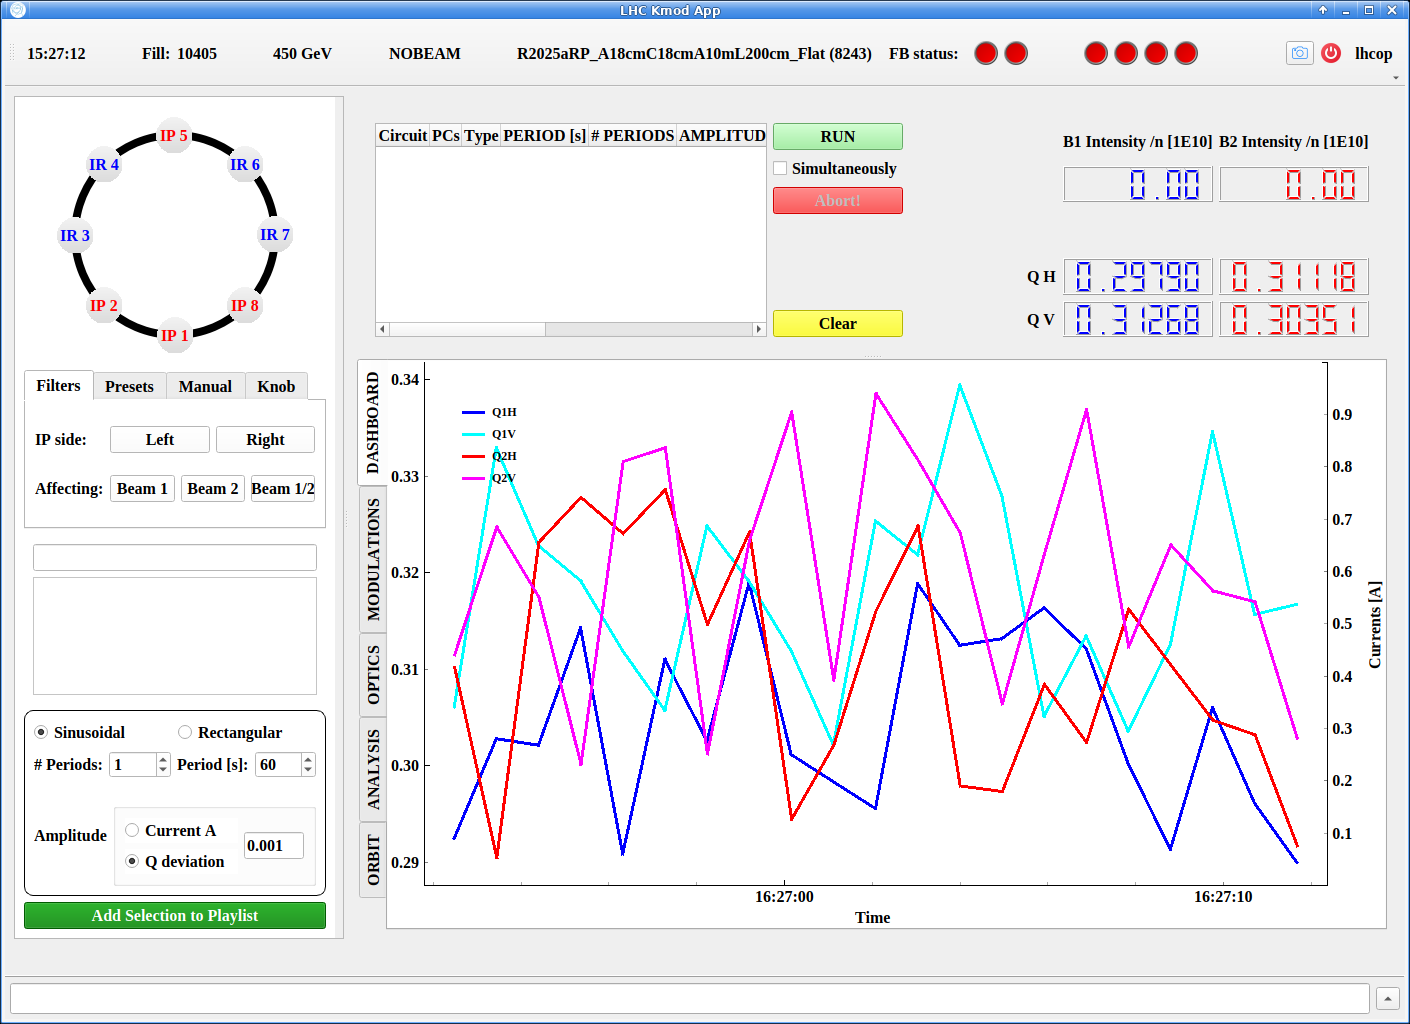 LHC Kmod App
15:27:12 Fill: 10405 450 GeV NOBEAM R2025aRP_A18cmC18cmA10mL200cm_Flat (8243) FB status: lhcop
IP 5
IR 4 IR 6
IR 3 IR 7
IP 2 IP 8
IP 1
Filters Presets Manual Knob
IP side: Left Right
Affecting: Beam 1 Beam 2 Beam 1/2
Sinusoidal Rectangular
# Periods: 1 Period [s]: 60
Amplitude
Current A
Q deviation
0.001
Add Selection to Playlist
Circuit PCs Type PERIOD [s] # PERIODS AMPLITUD
RUN
Simultaneously
Abort!
Clear
B1 Intensity /n [1E10] B2 Intensity /n [1E10]
0.00 0.00
Q H 0.29790 0.31118
Q V 0.31268 0.30351
DASHBOARD
MODULATIONS
OPTICS
ANALYSIS
ORBIT
0.34
0.33
0.32
0.31
0.30
0.29
Q1H
Q1V
Q2H
Q2V
0.9
0.8
0.7
0.6
0.5
0.4
0.3
0.2
0.1
Currents [A]
16:27:00 16:27:10
Time